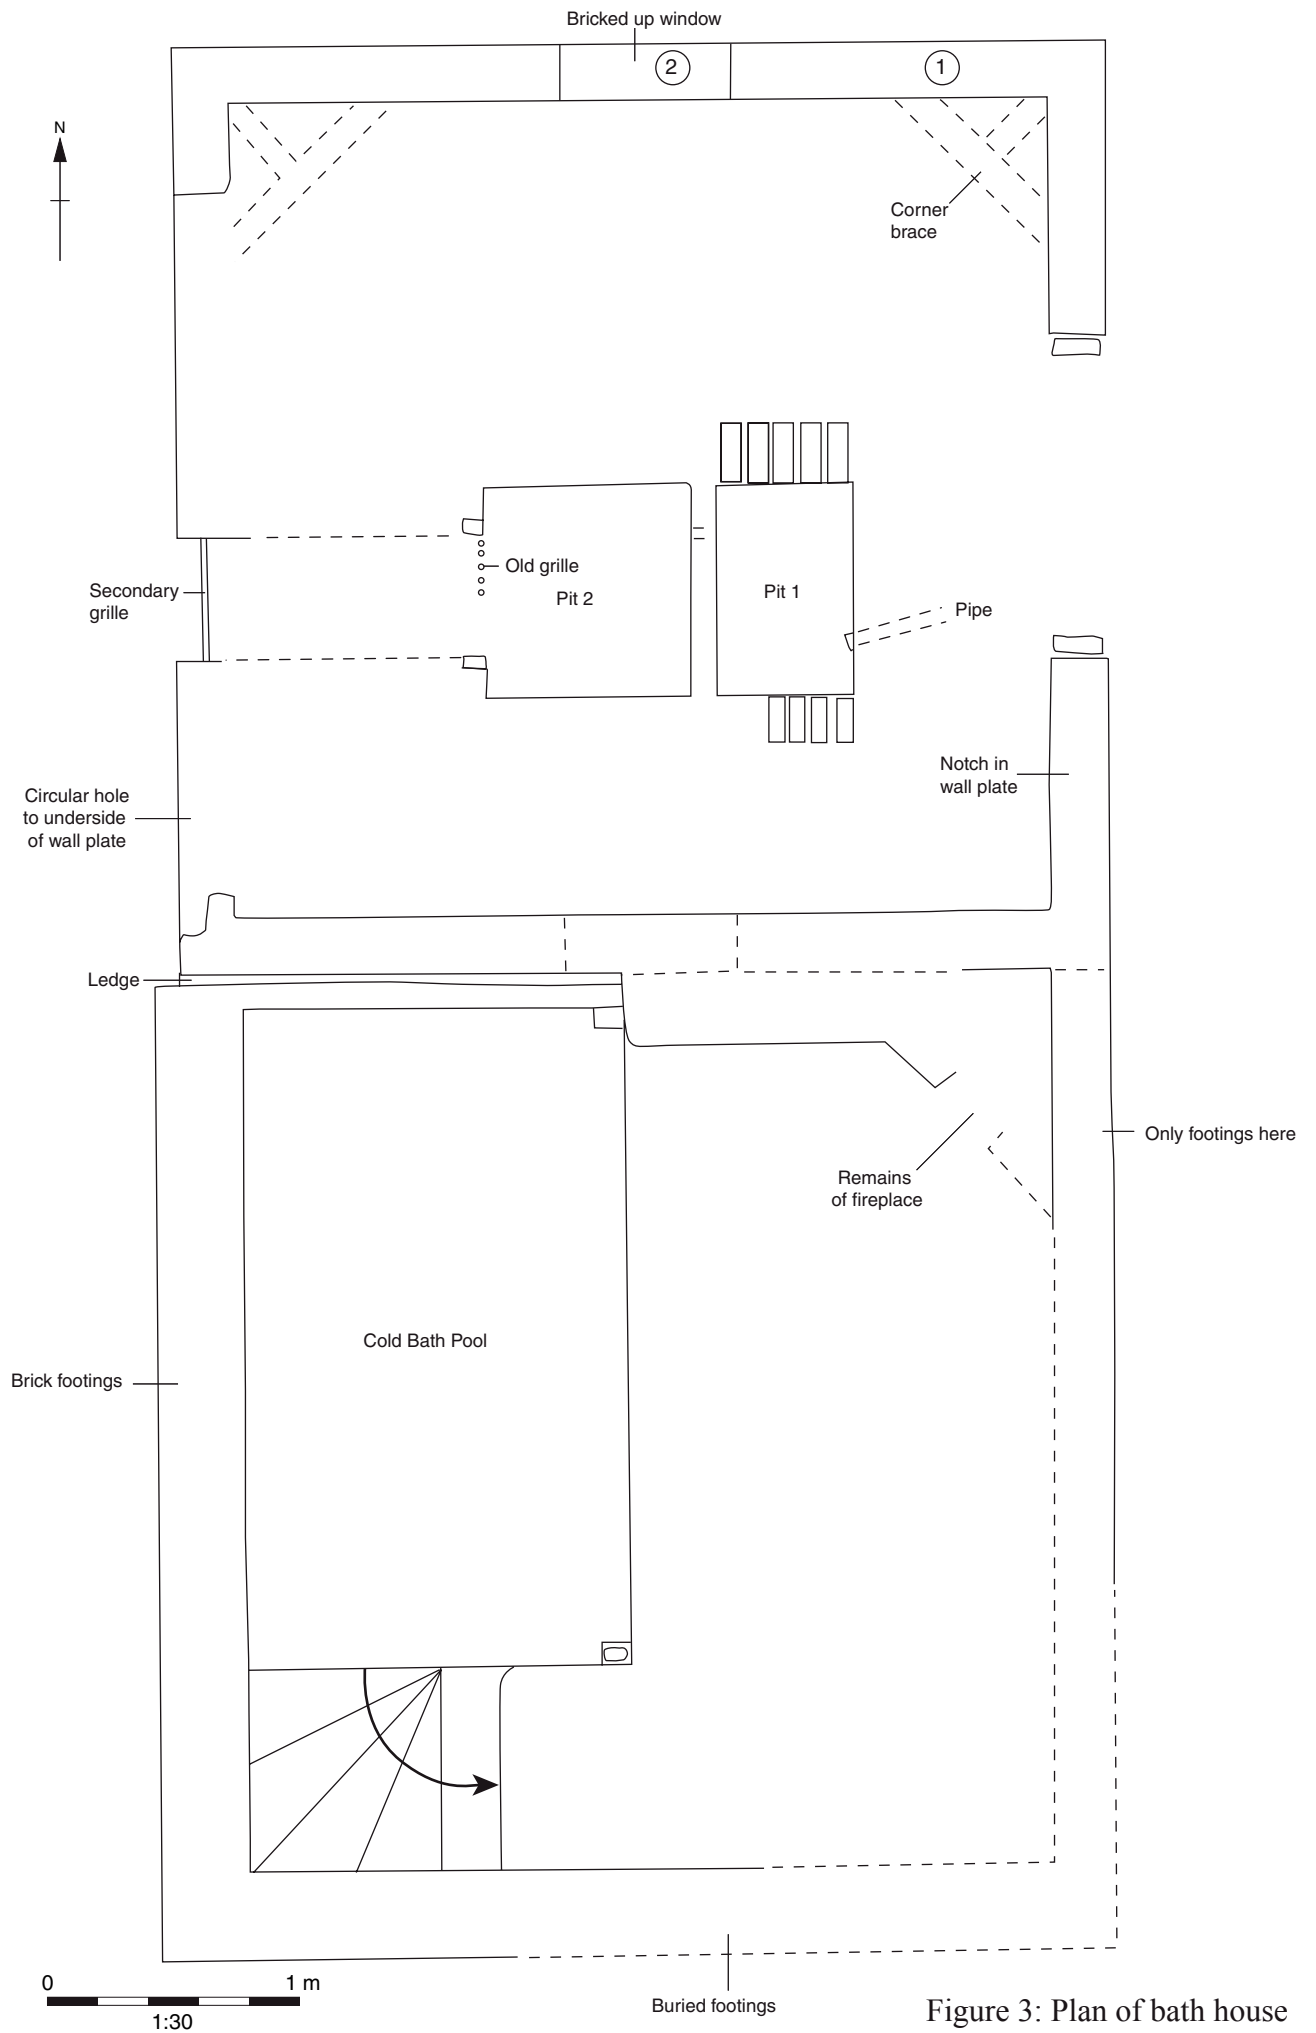 Bricked up window
2
1
N
Corner
brace
Old grille
Pit 2
Pit 1
Secondary
grille
Pipe
Notch in
wall plate
Circular hole
to underside
of wall plate
Ledge
Only footings here
Remains
of fireplace
Cold Bath Pool
Brick footings
0 1 m
1:30
Buried footings
Figure 3: Plan of bath house